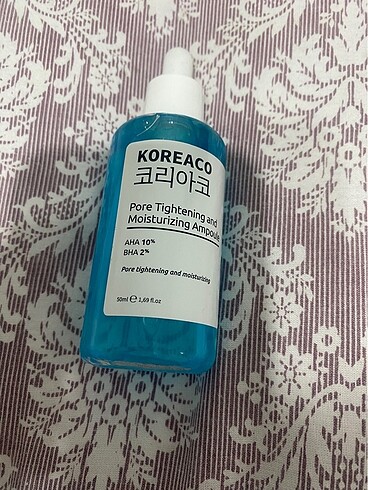 KOREACO
코리아코
Pore Tightening and
Moisturizing Ampoule
AHA 10%
BHA 2%
Pore tightening and moisturizing
50ml ℮ 1,69 fl.oz